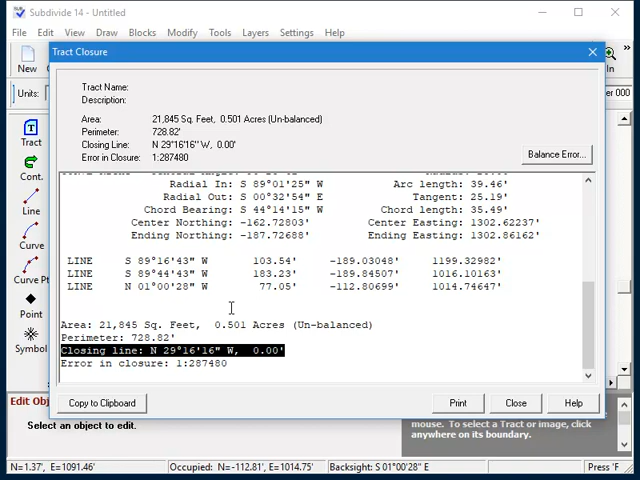 Subdivide 14 - Untitled
File Edit View Draw Blocks Modify Tools Layers Settings Help
Tract Closure
New
In
Units:
er 000
Tract Name:
Description:
Area: 21,845 Sq. Feet, 0.501 Acres (Un-balanced)
Perimeter: 728.82'
Closing Line: N 29°16'16" W, 0.00'
Error in Closure: 1:287480
Balance Error...
Tract
Cont.
Line
Curve
Curve Pt
Point
Symbol
Radial In: S 89°01'25" W Arc length: 39.46'
Radial Out: S 00°32'54" E Tangent: 25.19'
Chord Bearing: S 44°14'15" W Chord length: 35.49'
Center Northing: -162.72803 Center Easting: 1302.62237'
Ending Northing: -187.72688' Ending Easting: 1302.86162'
LINE S 89°16'43" W 103.54' -189.03048' 1199.32982'
LINE S 89°44'43" W 183.23' -189.84507' 1016.10163'
LINE N 01°00'28" W 77.05' -112.80699' 1014.74647'
Area: 21,845 Sq. Feet, 0.501 Acres (Un-balanced)
Perimeter: 728.82'
Closing line: N 29°16'16" W, 0.00'
Error in closure: 1:287480
Copy to Clipboard Print Close Help
Edit Obj
Select an object to edit.
mouse. To select a Tract or image, click
anywhere on its boundary.
N=1.37', E=1091.46' Occupied: N=-112.81', E=1014.75' Backsight: S 01°00'28" E Press 'F